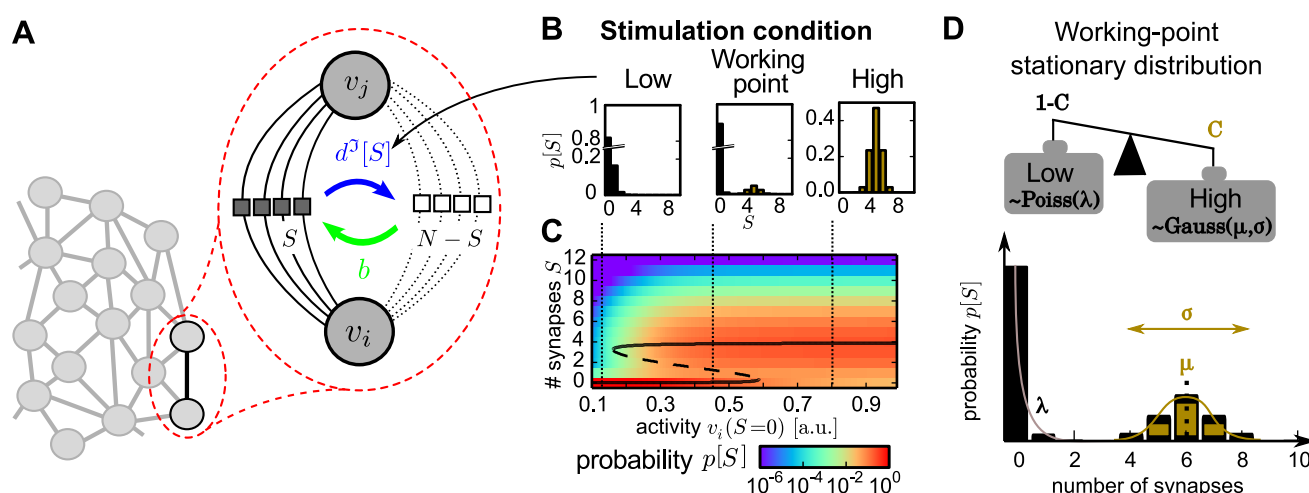 A
v_j
d^ℑ[S]
S
N − S
b
v_i
B
Stimulation condition
Low
Working
point
High
1
0.8
0.2
0
p[S]
0 4 8
0 4 8
S
0.4
0.2
0.0
0 4 8
C
# synapses S
12
10
8
6
4
2
0
0.1 0.3 0.5 0.7 0.9
activity v_i(S=0) [a.u.]
probability p[S]
10^-6 10^-4 10^-2 10^0
D
Working-point
stationary distribution
1-C
C
Low
~Poiss(λ)
High
~Gauss(μ,σ)
probability p[S]
σ
μ
λ
0 2 4 6 8 10
number of synapses